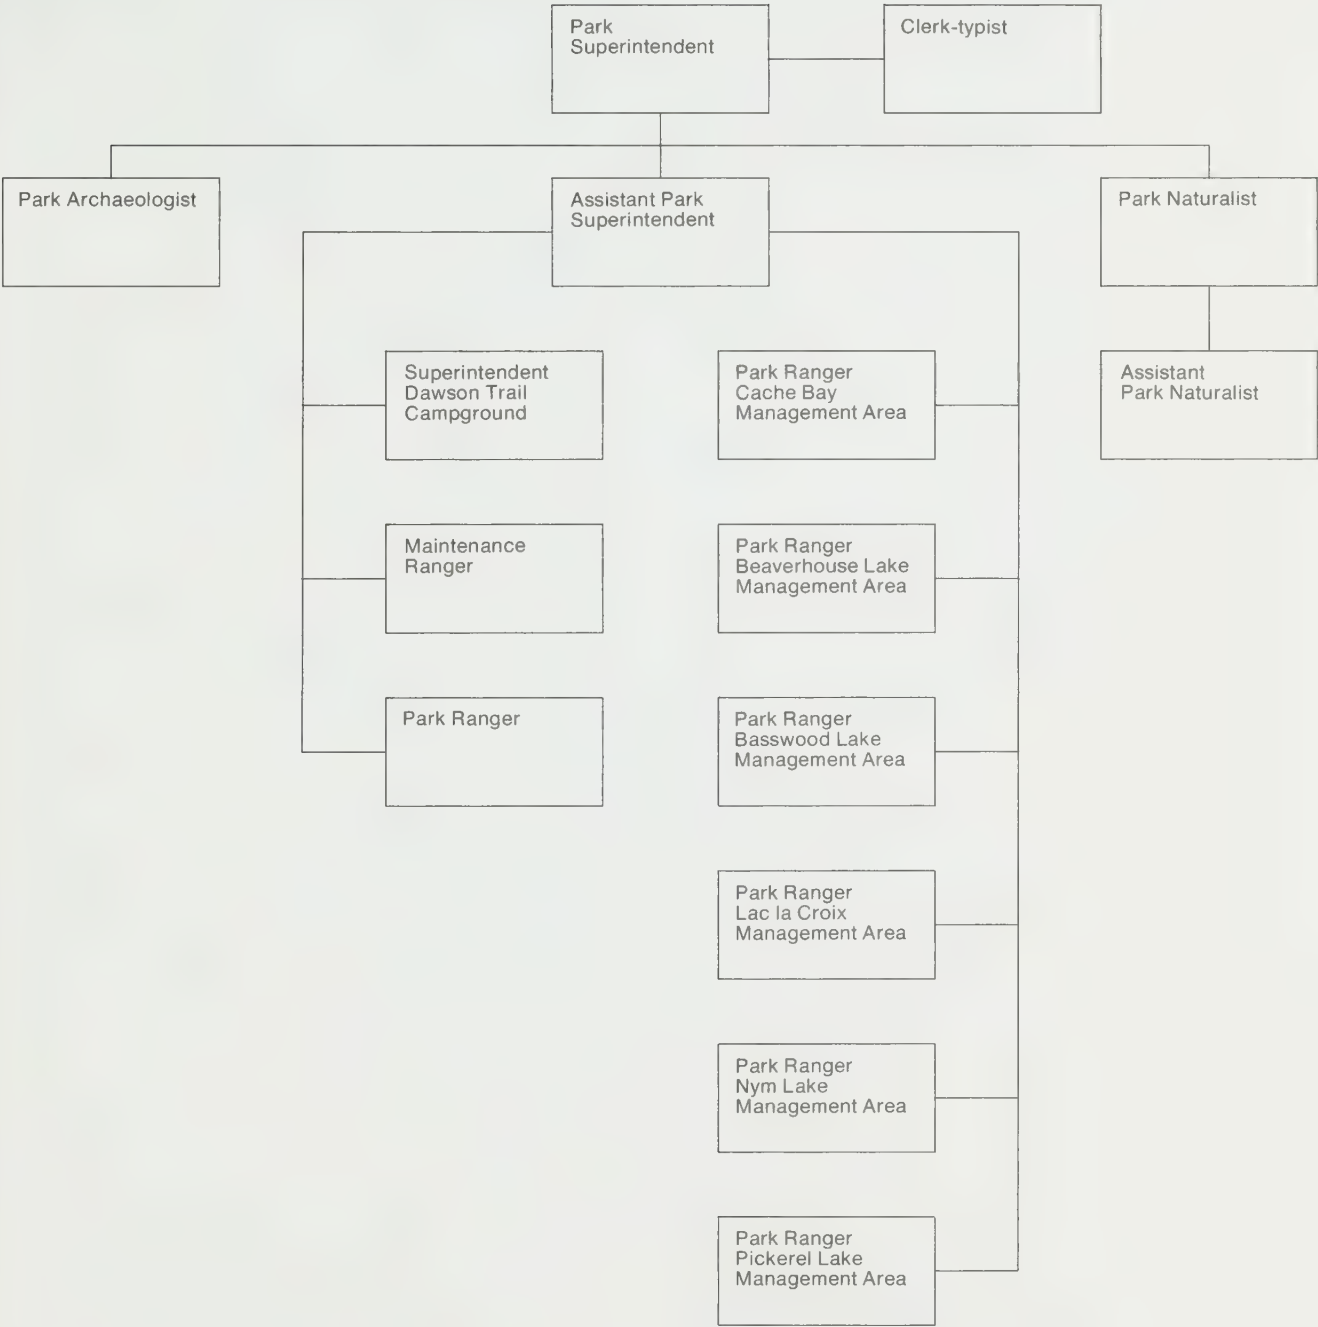 Park
Superintendent
Clerk-typist
Park Archaeologist
Assistant Park
Superintendent
Park Naturalist
Superintendent
Dawson Trail
Campground
Park Ranger
Cache Bay
Management Area
Assistant
Park Naturalist
Maintenance
Ranger
Park Ranger
Beaverhouse Lake
Management Area
Park Ranger
Park Ranger
Basswood Lake
Management Area
Park Ranger
Lac la Croix
Management Area
Park Ranger
Nym Lake
Management Area
Park Ranger
Pickerel Lake
Management Area